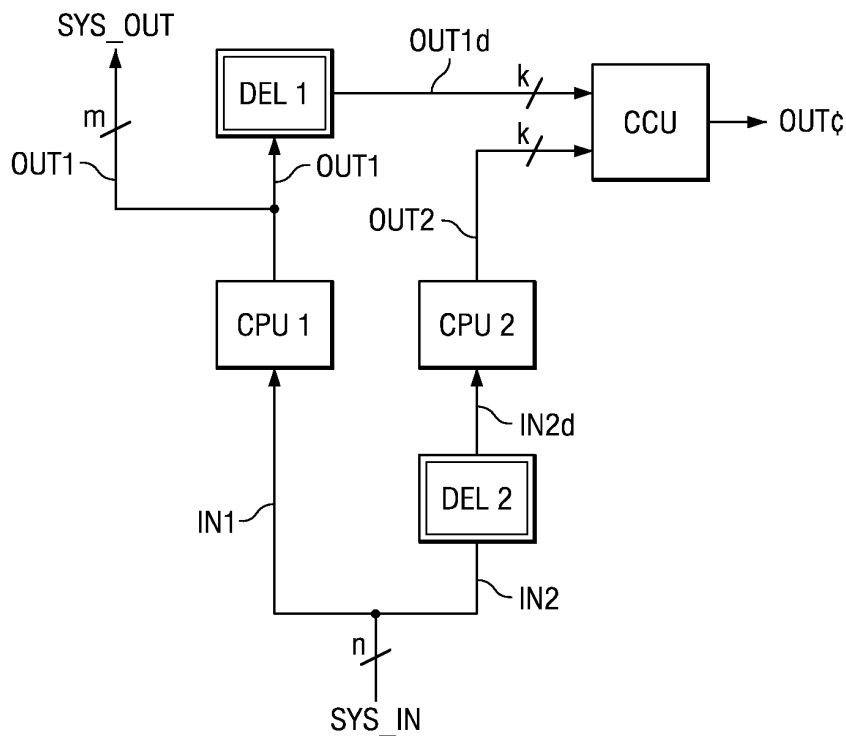 SYS_OUT
OUT1d
DEL 1
k
CCU
OUT¢
m
k
OUT1
OUT1
OUT2
CPU 1
CPU 2
IN2d
DEL 2
IN1
IN2
n
SYS_IN